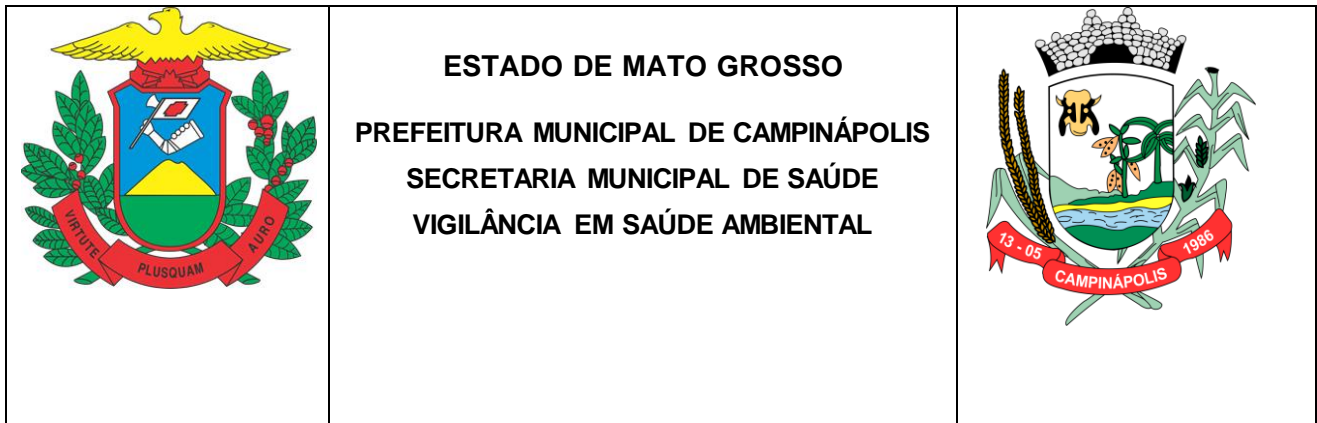 VIRTUTE PLUSQUAM AURO
ESTADO DE MATO GROSSO
PREFEITURA MUNICIPAL DE CAMPINÁPOLIS
SECRETARIA MUNICIPAL DE SAÚDE
VIGILÂNCIA EM SAÚDE AMBIENTAL
13 - 05 CAMPINÁPOLIS 1986